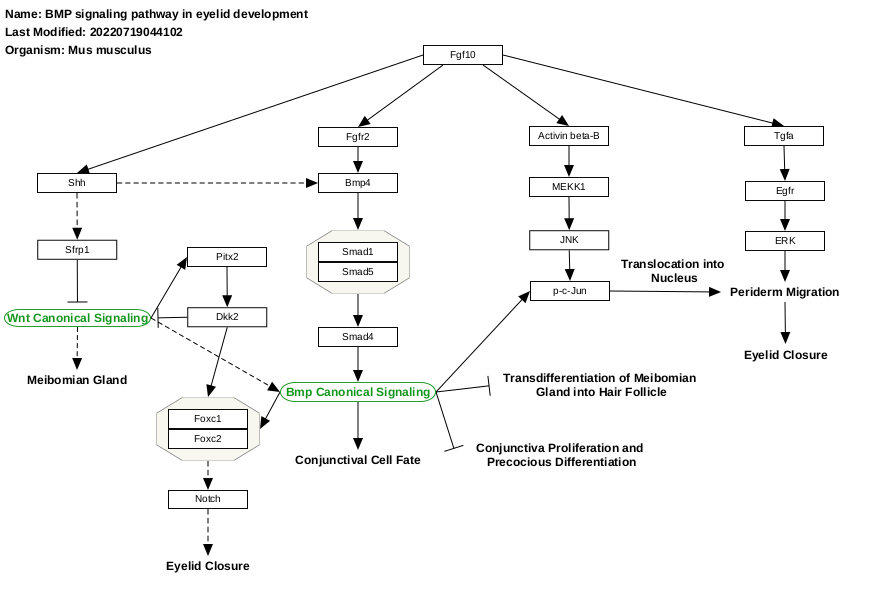 Name: BMP signaling pathway in eyelid development
Last Modified: 20220719044102
Organism: Mus musculus
Fgf10
Fgfr2
Activin beta-B
Tgfa
Shh
Bmp4
MEKK1
Egfr
Sfrp1
Pitx2
Smad1
Smad5
JNK
ERK
Translocation into
Nucleus
p-c-Jun
Periderm Migration
Wnt Canonical Signaling
Dkk2
Smad4
Eyelid Closure
Meibomian Gland
Bmp Canonical Signaling
Transdifferentiation of Meibomian
Gland into Hair Follicle
Foxc1
Foxc2
Conjunctival Cell Fate
Conjunctiva Proliferation and
Precocious Differentiation
Notch
Eyelid Closure